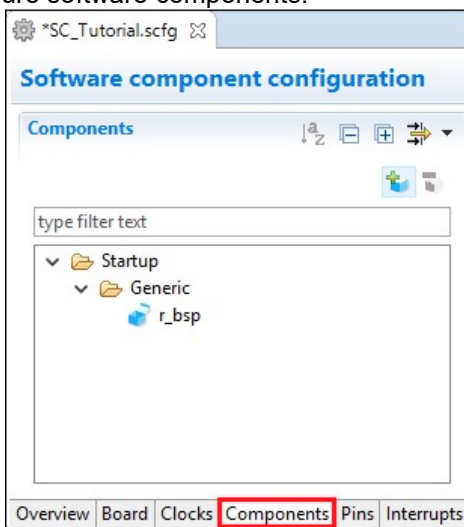 ure software components.
*SC_Tutorial.scfg
Software component configuration
Components
type filter text
Startup
Generic
r_bsp
Overview Board Clocks Components Pins Interrupts